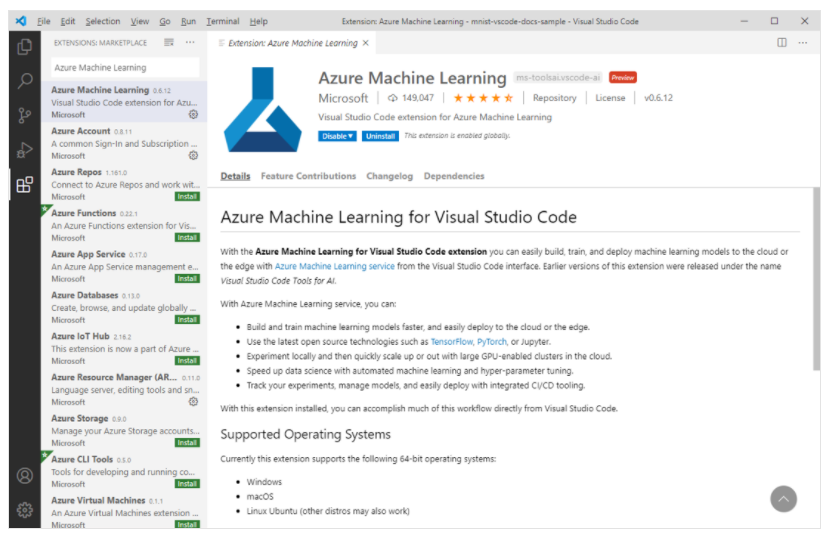 File Edit Selection View Go Run Terminal Help Extension: Azure Machine Learning - mnist-vscode-docs-sample - Visual Studio Code
EXTENSIONS: MARKETPLACE
Azure Machine Learning
Azure Machine Learning 0.6.12
Visual Studio Code extension for Azu...
Microsoft
Azure Account 0.8.11
A common Sign-In and Subscription ...
Microsoft
Azure Repos 1.161.0
Connect to Azure Repos and work wit...
Microsoft Install
Azure Functions 0.22.1
An Azure Functions extension for Vis...
Microsoft Install
Azure App Service 0.17.0
An Azure App Service management e...
Microsoft Install
Azure Databases 0.13.0
Create, browse, and update globally ...
Microsoft Install
Azure IoT Hub 2.16.2
This extension is now a part of Azure ...
Microsoft Install
Azure Resource Manager (AR... 0.11.0
Language server, editing tools and sn...
Microsoft
Azure Storage 0.9.0
Manage your Azure Storage accounts...
Microsoft Install
Azure CLI Tools 0.5.0
Tools for developing and running co...
Microsoft Install
Azure Virtual Machines 0.1.1
An Azure Virtual Machines extension ...
Microsoft Install
Extension: Azure Machine Learning
Azure Machine Learning ms-toolsai.vscode-ai Preview
Microsoft 149,047 Repository License v0.6.12
Visual Studio Code extension for Azure Machine Learning
Disable Uninstall This extension is enabled globally.
Details Feature Contributions Changelog Dependencies
Azure Machine Learning for Visual Studio Code
With the Azure Machine Learning for Visual Studio Code extension you can easily build, train, and deploy machine learning models to the cloud or
the edge with Azure Machine Learning service from the Visual Studio Code interface. Earlier versions of this extension were released under the name
Visual Studio Code Tools for AI.
With Azure Machine Learning service, you can:
• Build and train machine learning models faster, and easily deploy to the cloud or the edge.
• Use the latest open source technologies such as TensorFlow, PyTorch, or Jupyter.
• Experiment locally and then quickly scale up or out with large GPU-enabled clusters in the cloud.
• Speed up data science with automated machine learning and hyper-parameter tuning.
• Track your experiments, manage models, and easily deploy with integrated CI/CD tooling.
With this extension installed, you can accomplish much of this workflow directly from Visual Studio Code.
Supported Operating Systems
Currently this extension supports the following 64-bit operating systems:
• Windows
• macOS
• Linux Ubuntu (other distros may also work)